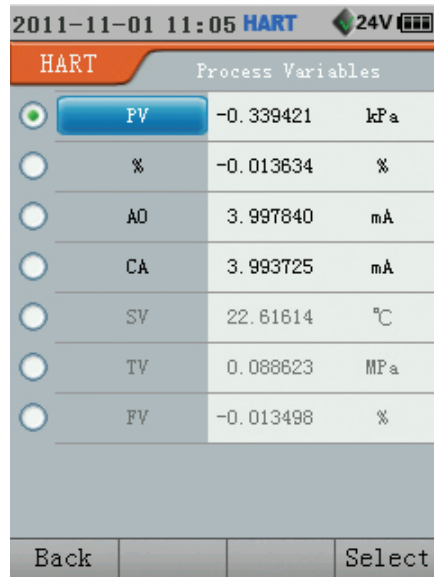 2011-11-01 11:05 HART 24V
HART Process Variables
PV -0.339421 kPa
% -0.013634 %
AO 3.997840 mA
CA 3.993725 mA
SV 22.61614 ℃
TV 0.088623 MPa
FV -0.013498 %
Back Select